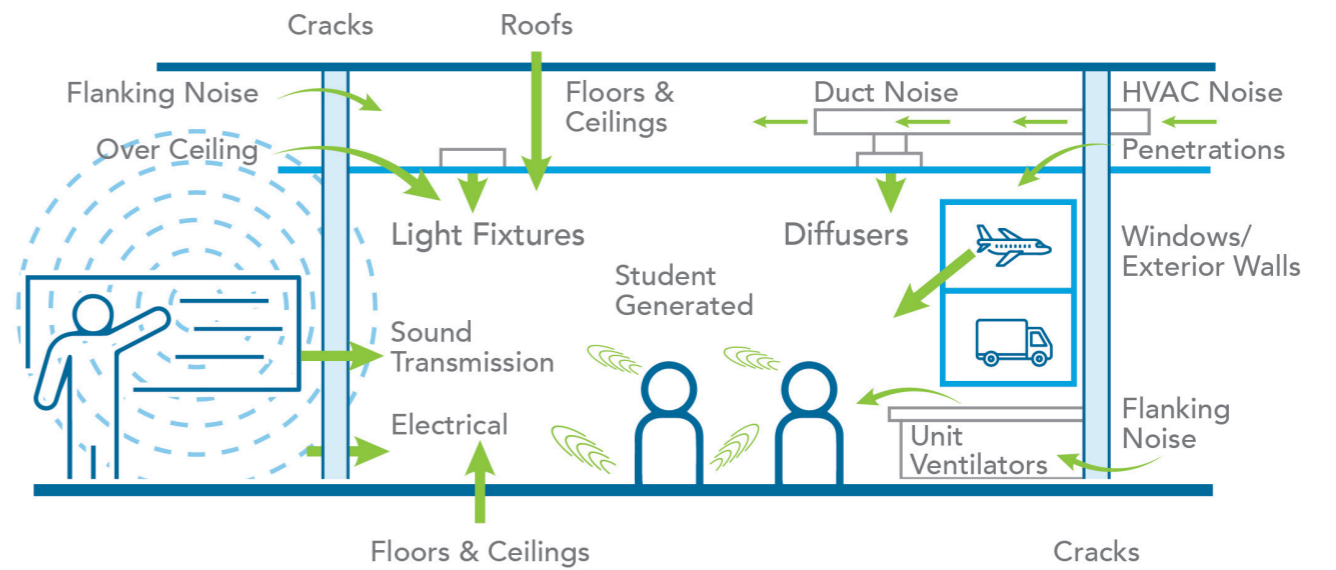 Cracks
Roofs
Flanking Noise
Floors &
Ceilings
Duct Noise
HVAC Noise
Over Ceiling
Penetrations
Light Fixtures
Diffusers
Windows/
Exterior Walls
Student
Generated
Sound
Transmission
Electrical
Unit
Ventilators
Flanking
Noise
Floors & Ceilings
Cracks